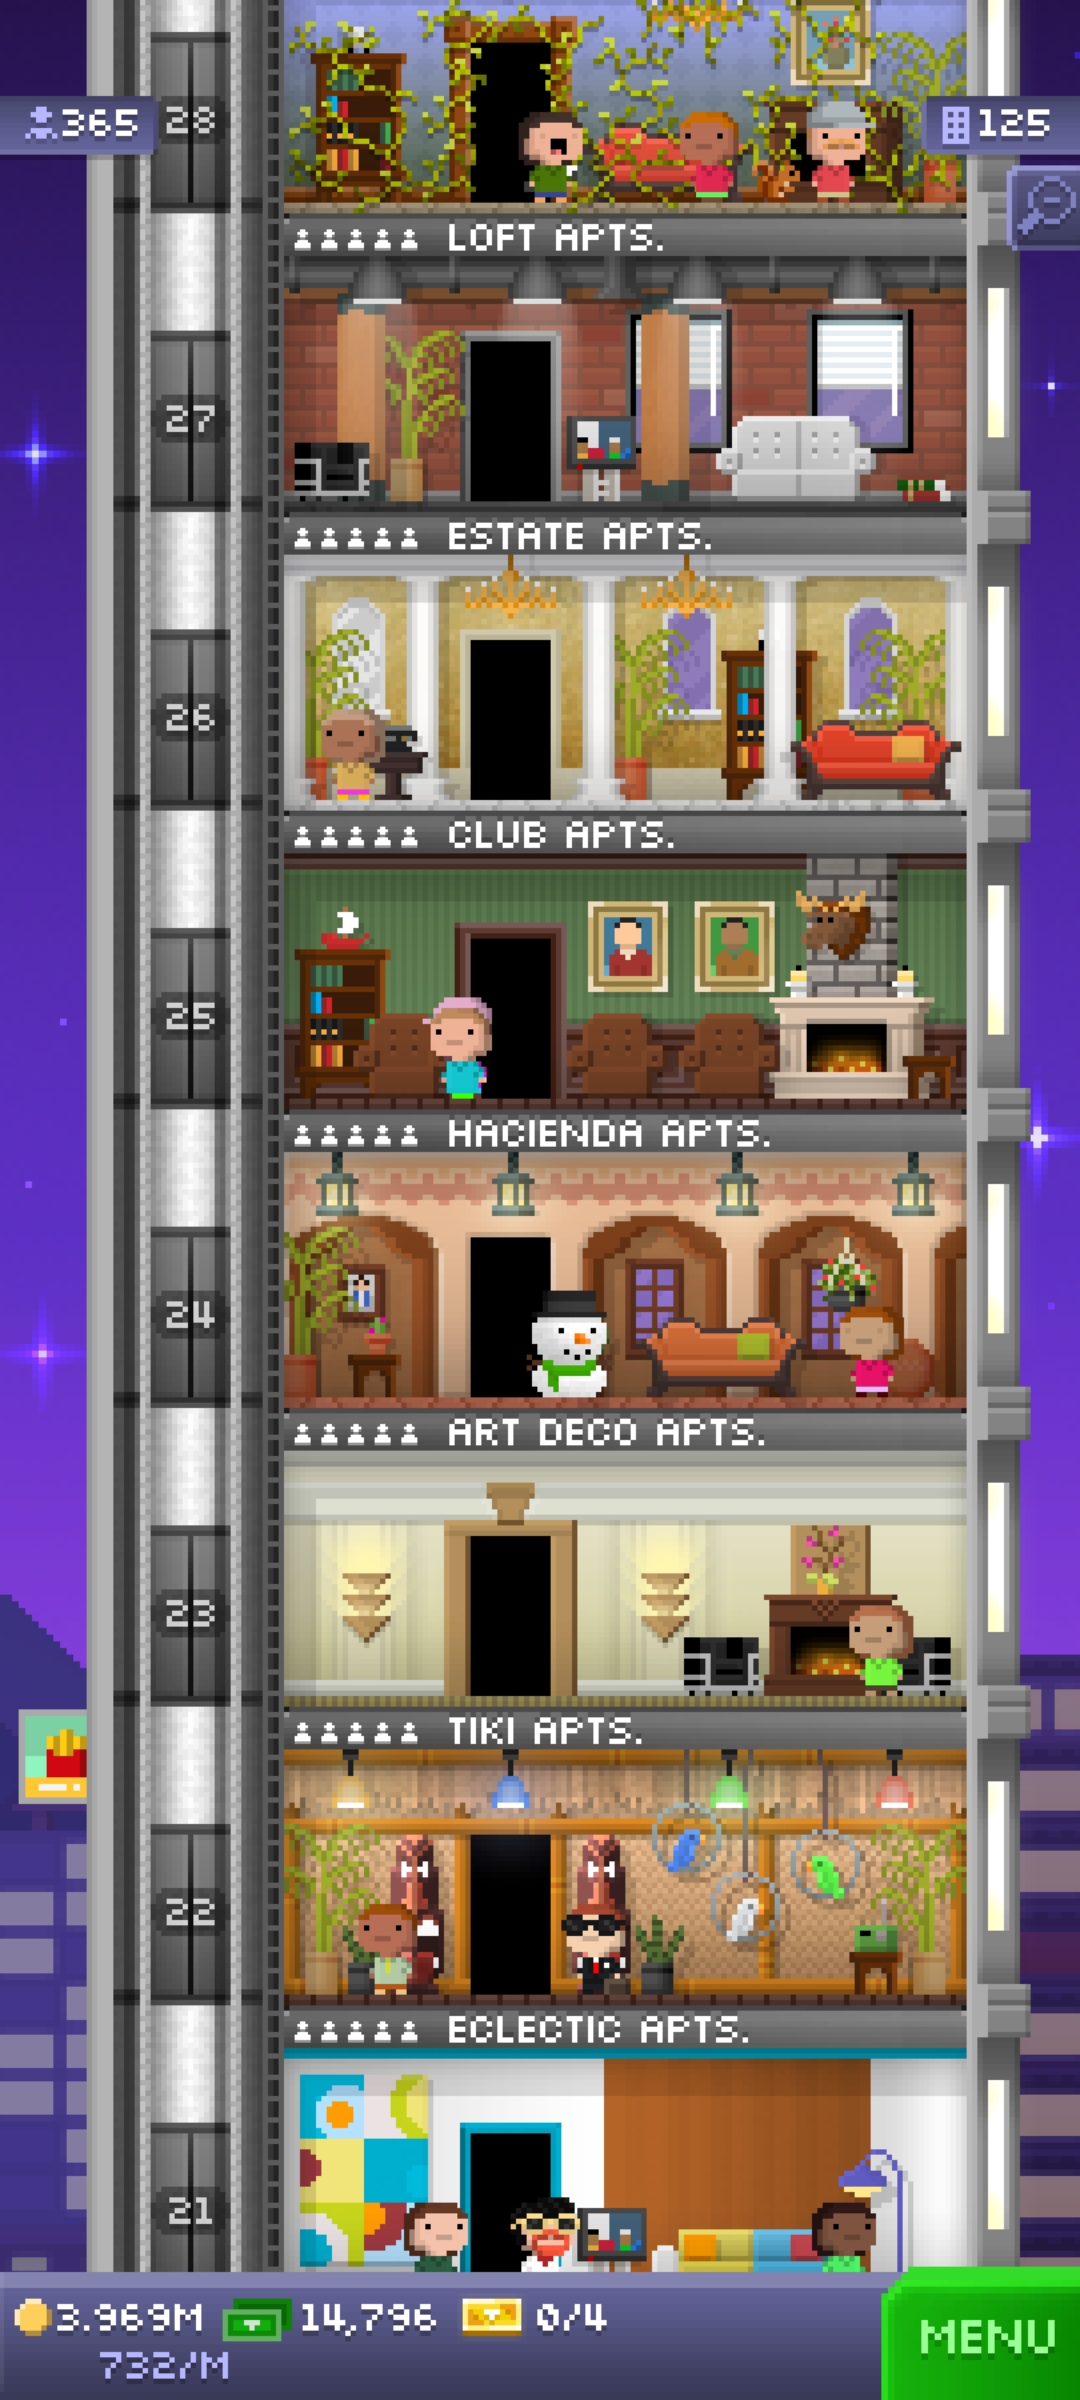 365
28
125
LOFT APTS.
27
ESTATE APTS.
26
CLUB APTS.
25
HACIENDA APTS.
24
ART DECO APTS.
23
TIKI APTS.
22
ECLECTIC APTS.
21
3.969M 14,796 0/4
732/M
MENU